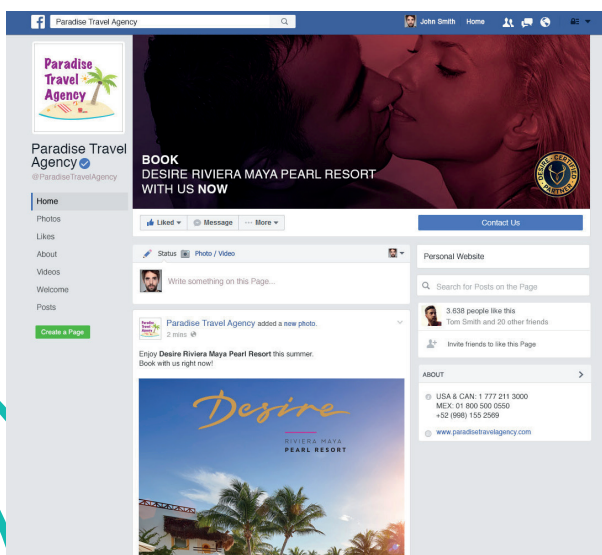 Paradise Travel Agency
John Smith
Home
Paradise
Travel
Agency
Paradise Travel
Agency
@ParadiseTravelAgency
Home
Photos
Likes
About
Videos
Welcome
Posts
Create a Page
BOOK
DESIRE RIVIERA MAYA PEARL RESORT
WITH US NOW
DESIRE CERTIFIED
PARTNER
Liked
Message
··· More
Contact Us
Status
Photo / Video
Write something on this Page...
Paradise Travel Agency added a new photo.
2 mins
Enjoy Desire Riviera Maya Pearl Resort this summer.
Book with us right now!
Desire
RIVIERA MAYA
PEARL RESORT
Personal Website
Search for Posts on the Page
3.638 people like this
Tom Smith and 20 other friends
Invite friends to like this Page
ABOUT
USA & CAN: 1 777 211 3000
MEX: 01 800 500 0550
+52 (998) 155 2569
www.paradisetravelagency.com